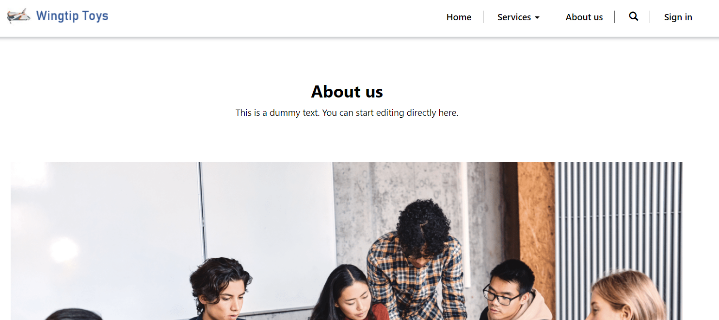 Wingtip Toys
Home Services About us Sign in
About us
This is a dummy text. You can start editing directly here.